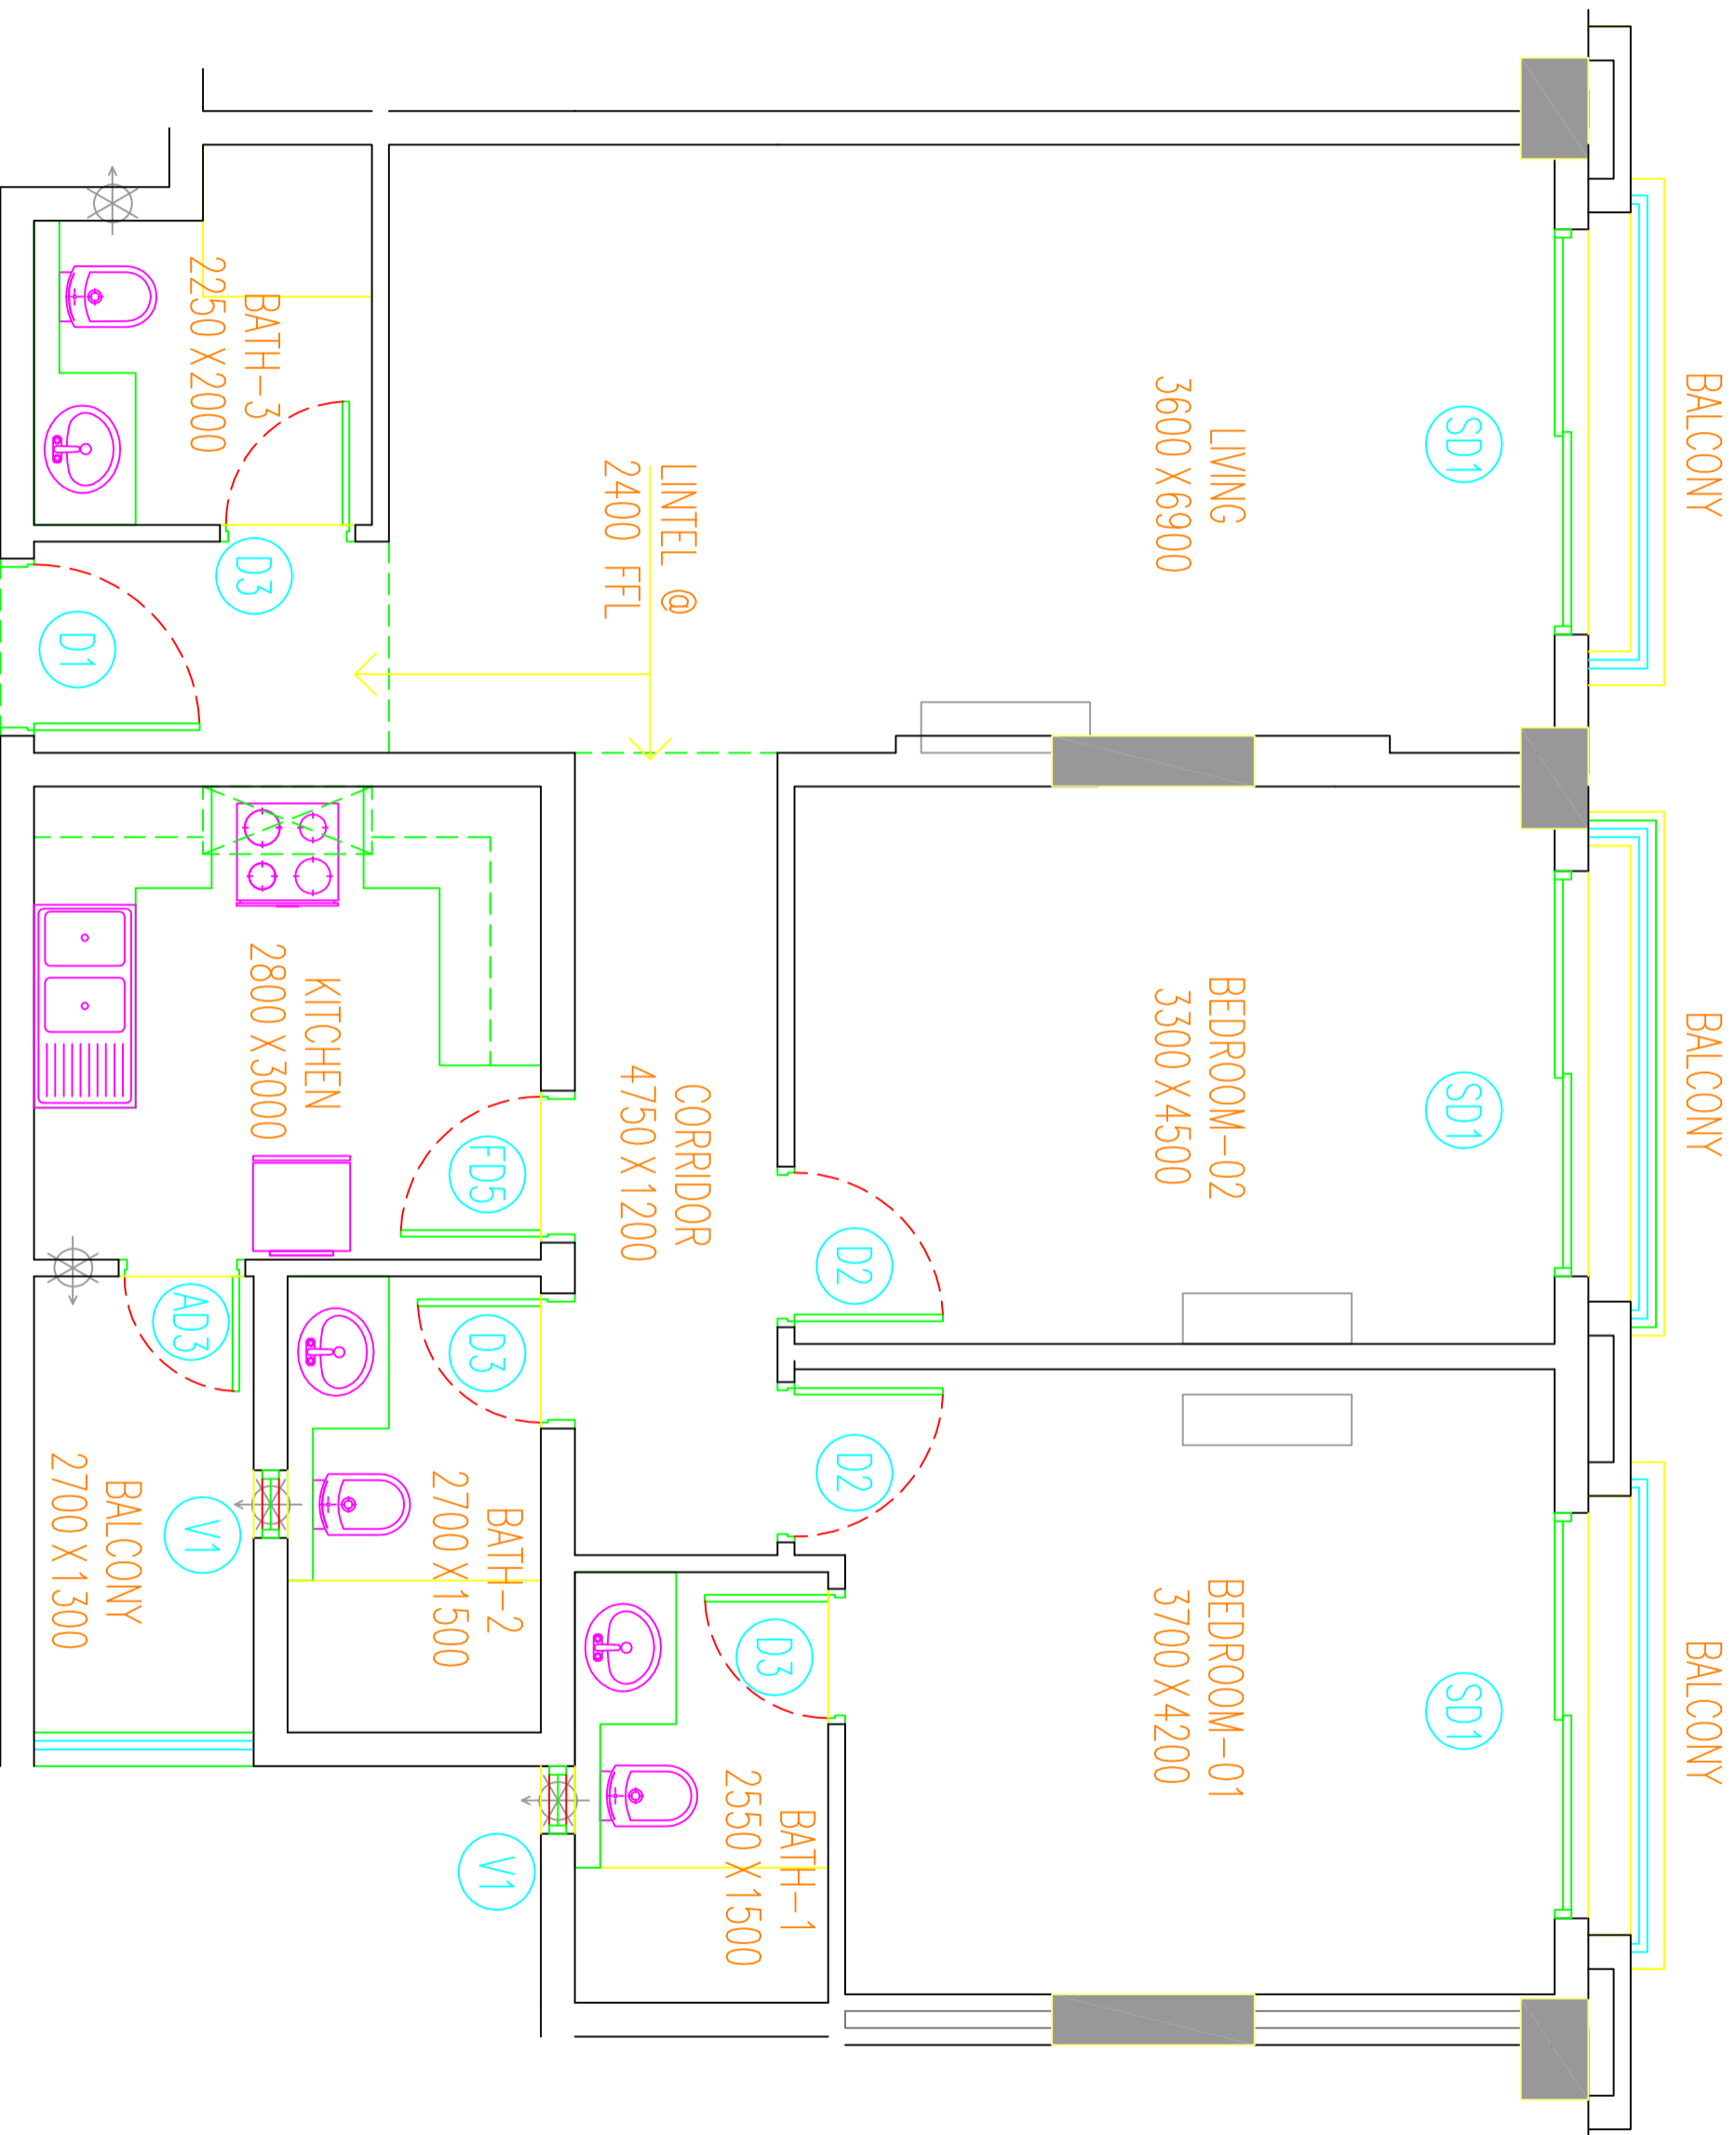 BALCONY
BALCONY
BALCONY
SD1
SD1
SD1
LIVING
3600 X 6900
BEDROOM-02
3300 X 4500
BEDROOM-01
3700 X 4200
D2
D2
D3
BATH-1
2550 X 1500
LINTEL @
2400 FFL
CORRIDOR
4750 X 1200
FD5
D3
V1
BATH-2
2700 X 1500
KITCHEN
2800 X 3000
BATH-3
2250 X 2000
D3
D1
AD3
V1
BALCONY
2700 X 1300